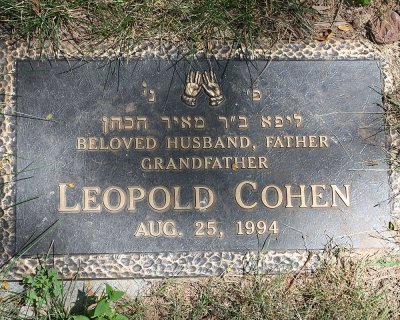 פ' נ'
ליפא ב"ר מאיר הכהן
BELOVED HUSBAND, FATHER
GRANDFATHER
LEOPOLD COHEN
AUG. 25, 1994